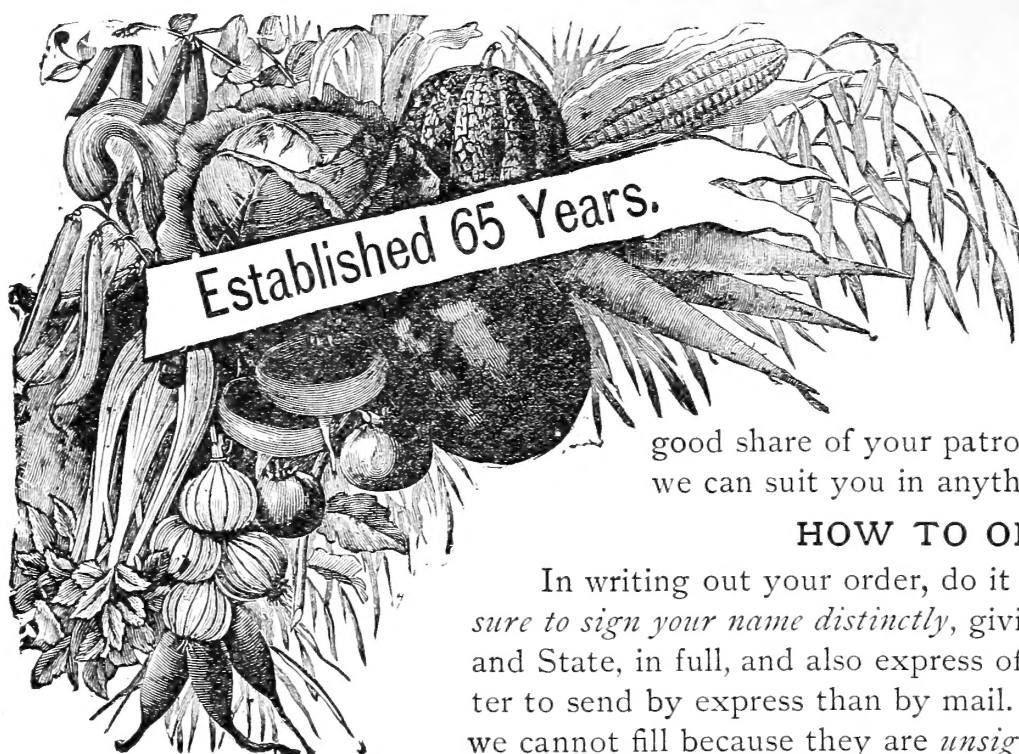 Established 65 Years.
good share of your patro
we can suit you in anyth
HOW TO O
In writing out your order, do it
sure to sign your name distinctly, givi
and State, in full, and also express of
ter to send by express than by mail.
we cannot fill because they are unsig